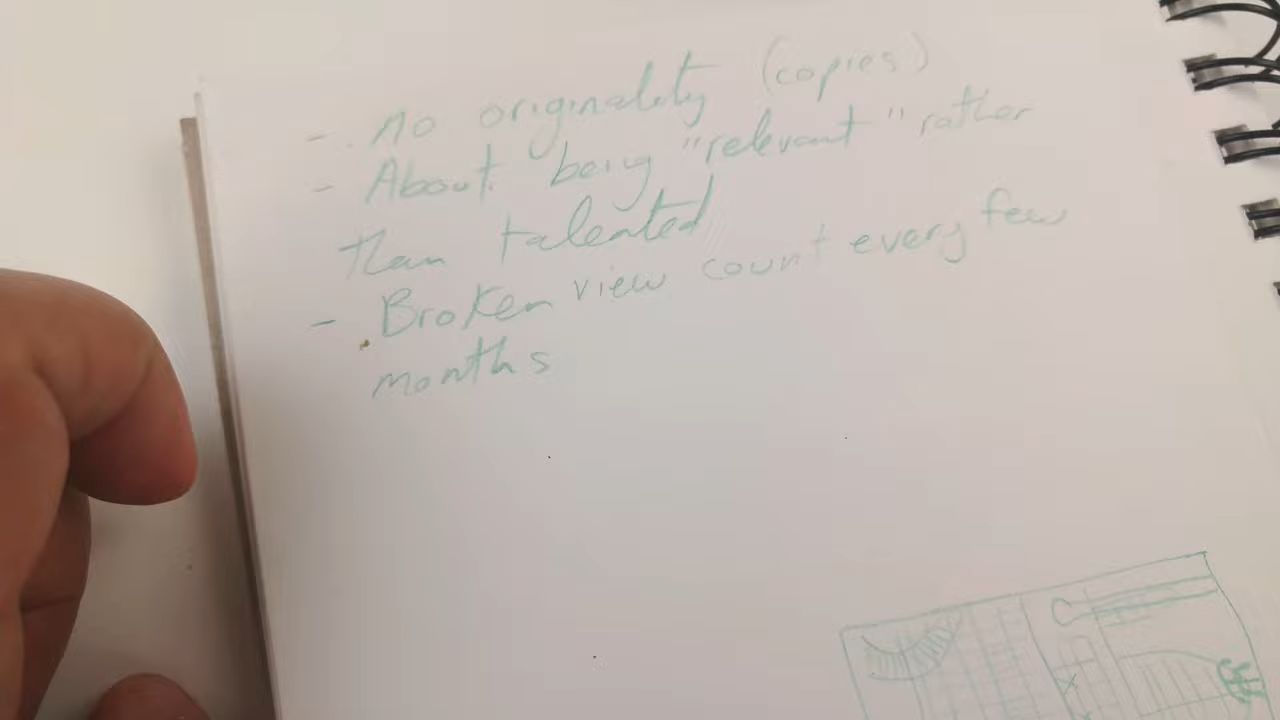 - no originality (copies)
- About being "relevant" rather
than talented
- Broken view count every few
months